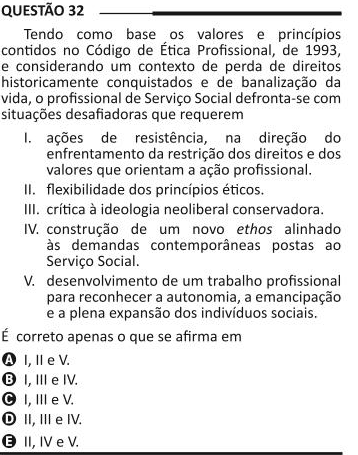 QUESTÃO 32
Tendo como base os valores e princípios
contidos no Código de Ética Profissional, de 1993,
e considerando um contexto de perda de direitos
historicamente conquistados e de banalização da
vida, o profissional de Serviço Social defronta-se com
situações desafiadoras que requerem
I. ações de resistência, na direção do
enfrentamento da restrição dos direitos e dos
valores que orientam a ação profissional.
II. flexibilidade dos princípios éticos.
III. crítica à ideologia neoliberal conservadora.
IV. construção de um novo ethos alinhado
às demandas contemporâneas postas ao
Serviço Social.
V. desenvolvimento de um trabalho profissional
para reconhecer a autonomia, a emancipação
e a plena expansão dos indivíduos sociais.
É correto apenas o que se afirma em
A I, II e V.
B I, III e IV.
C I, III e V.
D II, III e IV.
E II, IV e V.